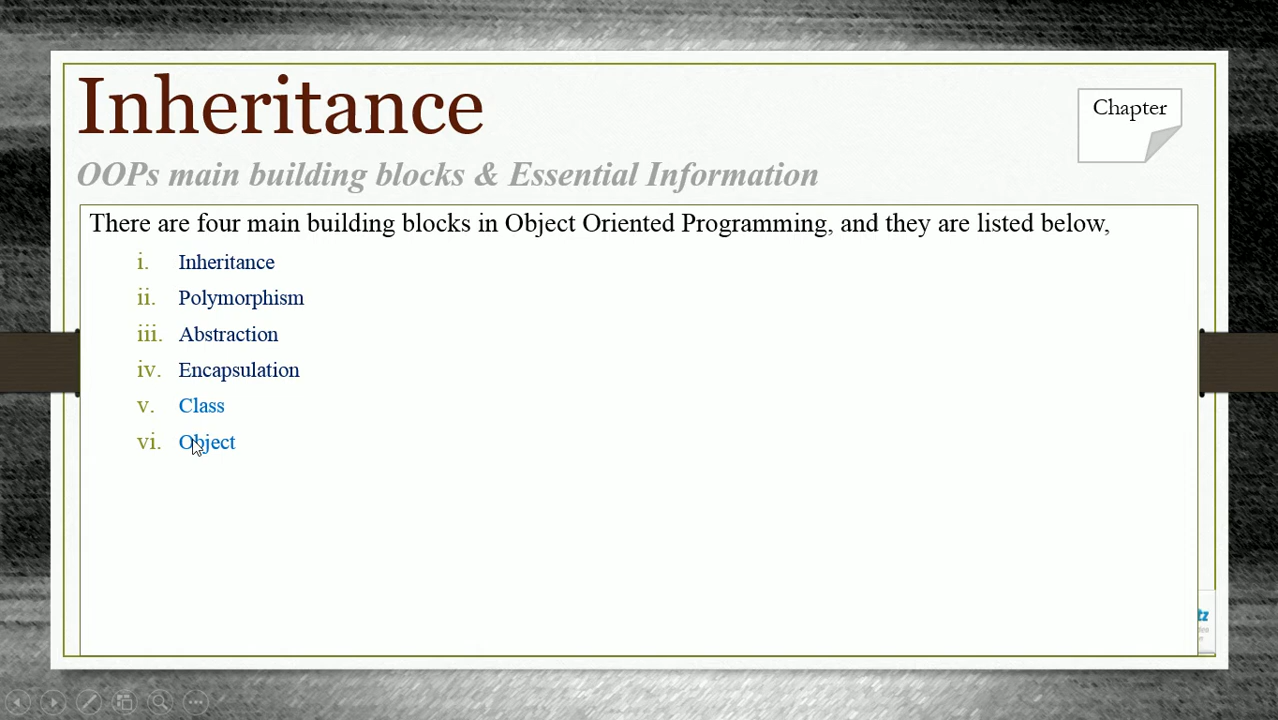 Inheritance
Chapter
OOPs main building blocks & Essential Information
There are four main building blocks in Object Oriented Programming, and they are listed below,
i. Inheritance
ii. Polymorphism
iii. Abstraction
iv. Encapsulation
v. Class
vi. Object